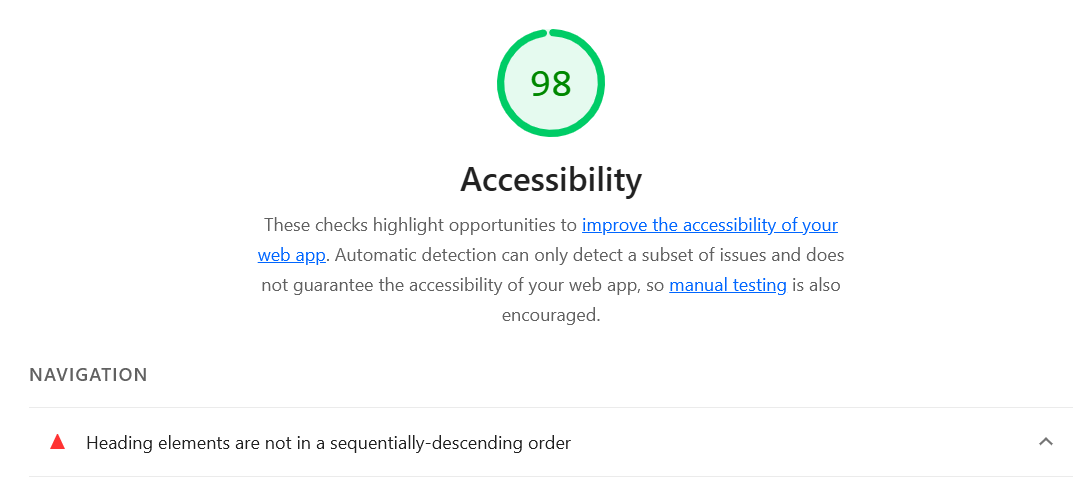 98
Accessibility
These checks highlight opportunities to improve the accessibility of your
web app. Automatic detection can only detect a subset of issues and does
not guarantee the accessibility of your web app, so manual testing is also
encouraged.
NAVIGATION
Heading elements are not in a sequentially-descending order